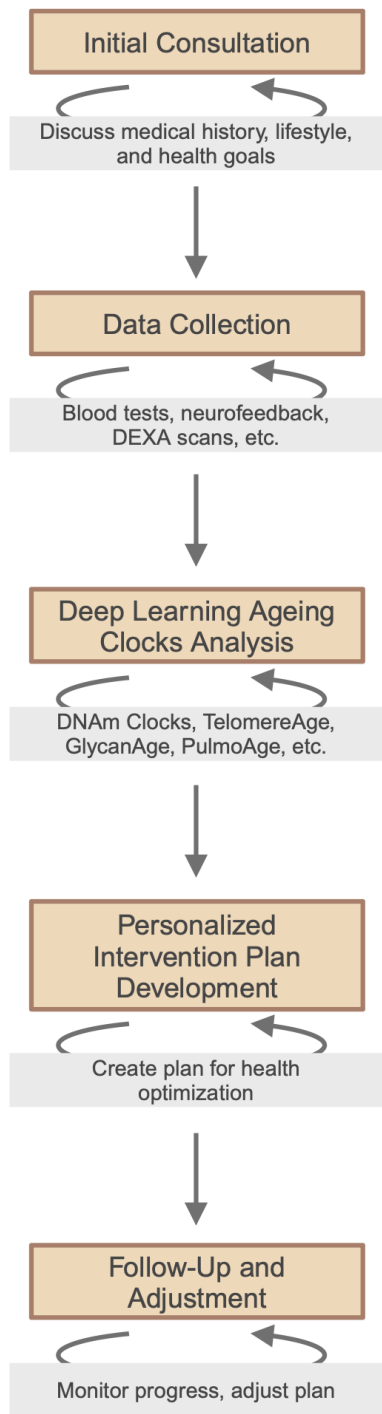 Initial Consultation
Discuss medical history, lifestyle,
and health goals
Data Collection
Blood tests, neurofeedback,
DEXA scans, etc.
Deep Learning Ageing
Clocks Analysis
DNAm Clocks, TelomereAge,
GlycanAge, PulmoAge, etc.
Personalized
Intervention Plan
Development
Create plan for health
optimization
Follow-Up and
Adjustment
Monitor progress, adjust plan